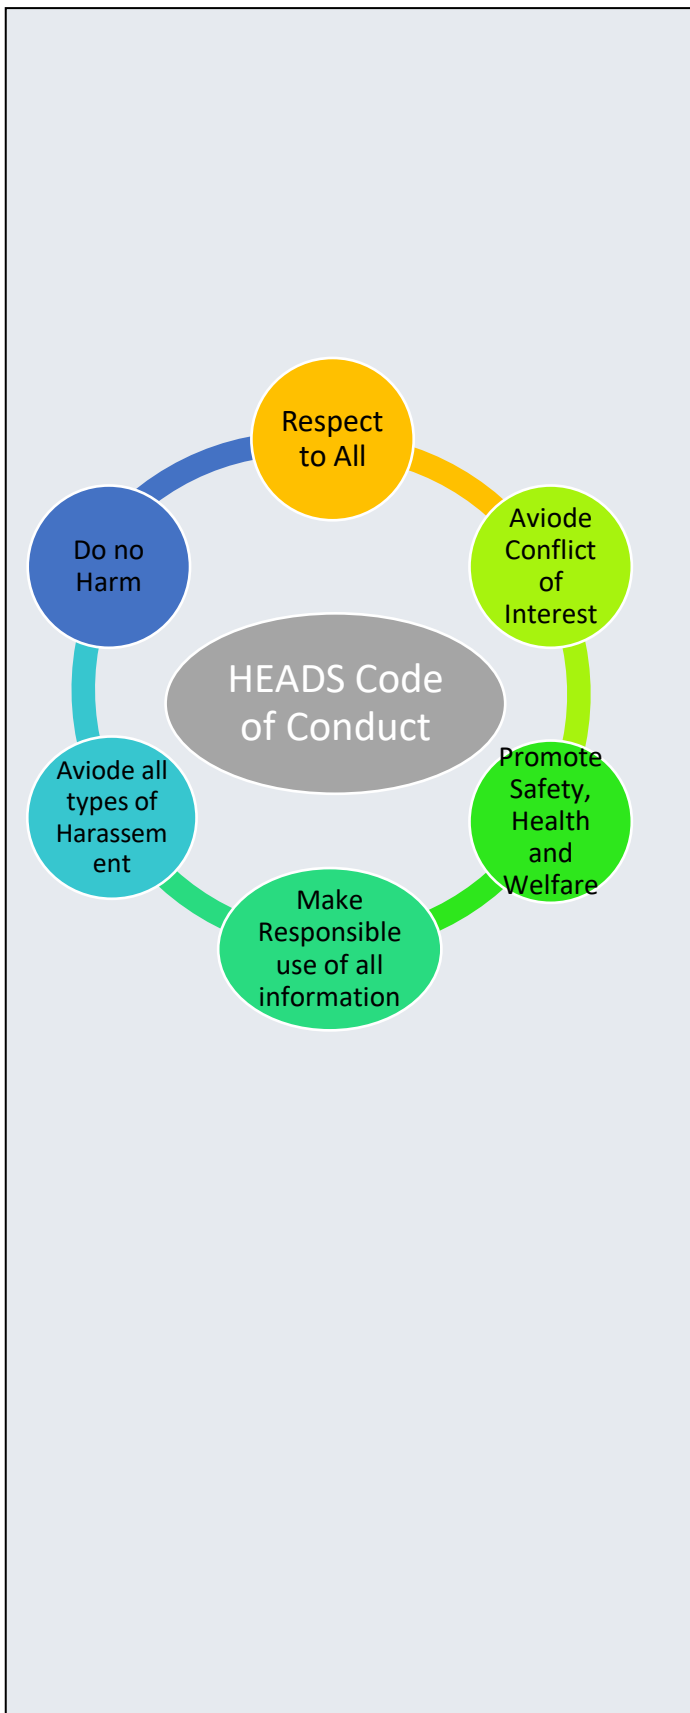 Respect
to All
Aviode
Conflict
of
Interest
Promote
Safety,
Health
and
Welfare
Make
Responsible
use of all
information
Aviode all
types of
Harassem
ent
Do no
Harm
HEADS Code
of Conduct